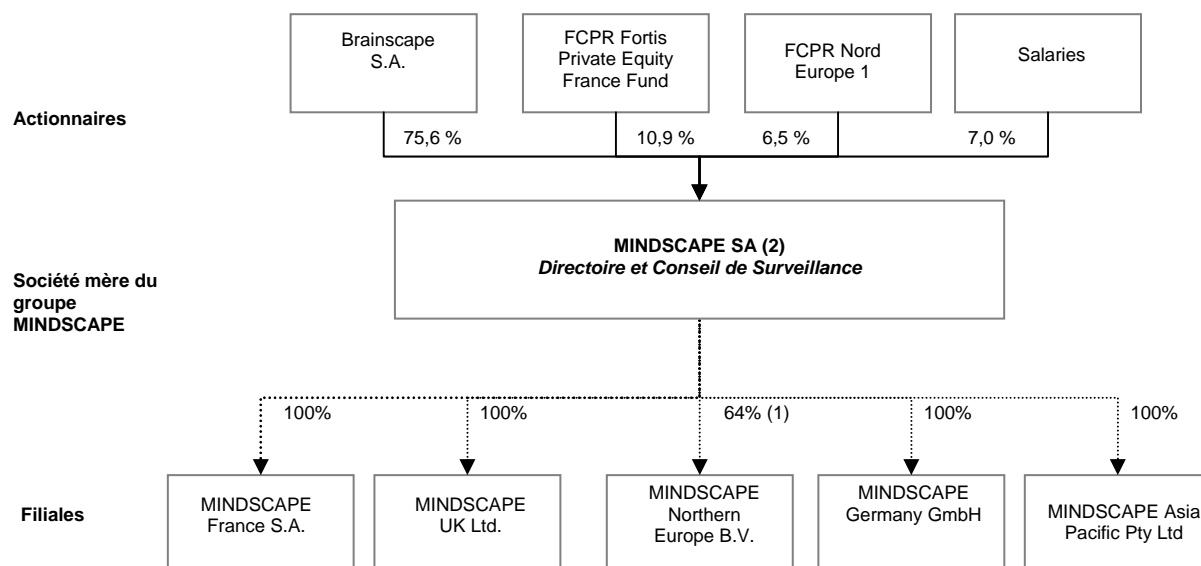 Brainscape
S.A.
FCPR Fortis
Private Equity
France Fund
FCPR Nord
Europe 1
Salaries
Actionnaires
75,6 %
10,9 %
6,5 %
7,0 %
MINDSCAPE SA (2)
Directoire et Conseil de Surveillance
Société mère du
groupe
MINDSCAPE
100%
100%
64% (1)
100%
100%
Filiales
MINDSCAPE
France S.A.
MINDSCAPE
UK Ltd.
MINDSCAPE
Northern
Europe B.V.
MINDSCAPE
Germany GmbH
MINDSCAPE Asia
Pacific Pty Ltd